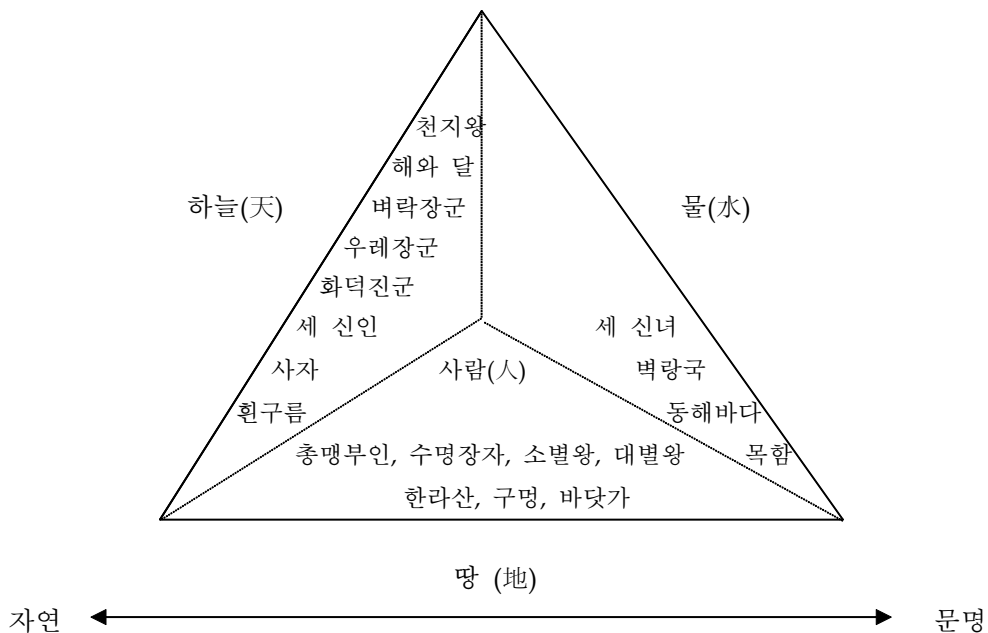 천지왕
해와 달
하늘(天) 벼락장군 물(水)
우레장군
화덕진군
세 신인 세 신녀
사자 사람(人) 벽랑국
흰구름 동해바다
총맹부인, 수명장자, 소별왕, 대별왕 목함
한라산, 구멍, 바닷가
땅 (地)
자연 문명